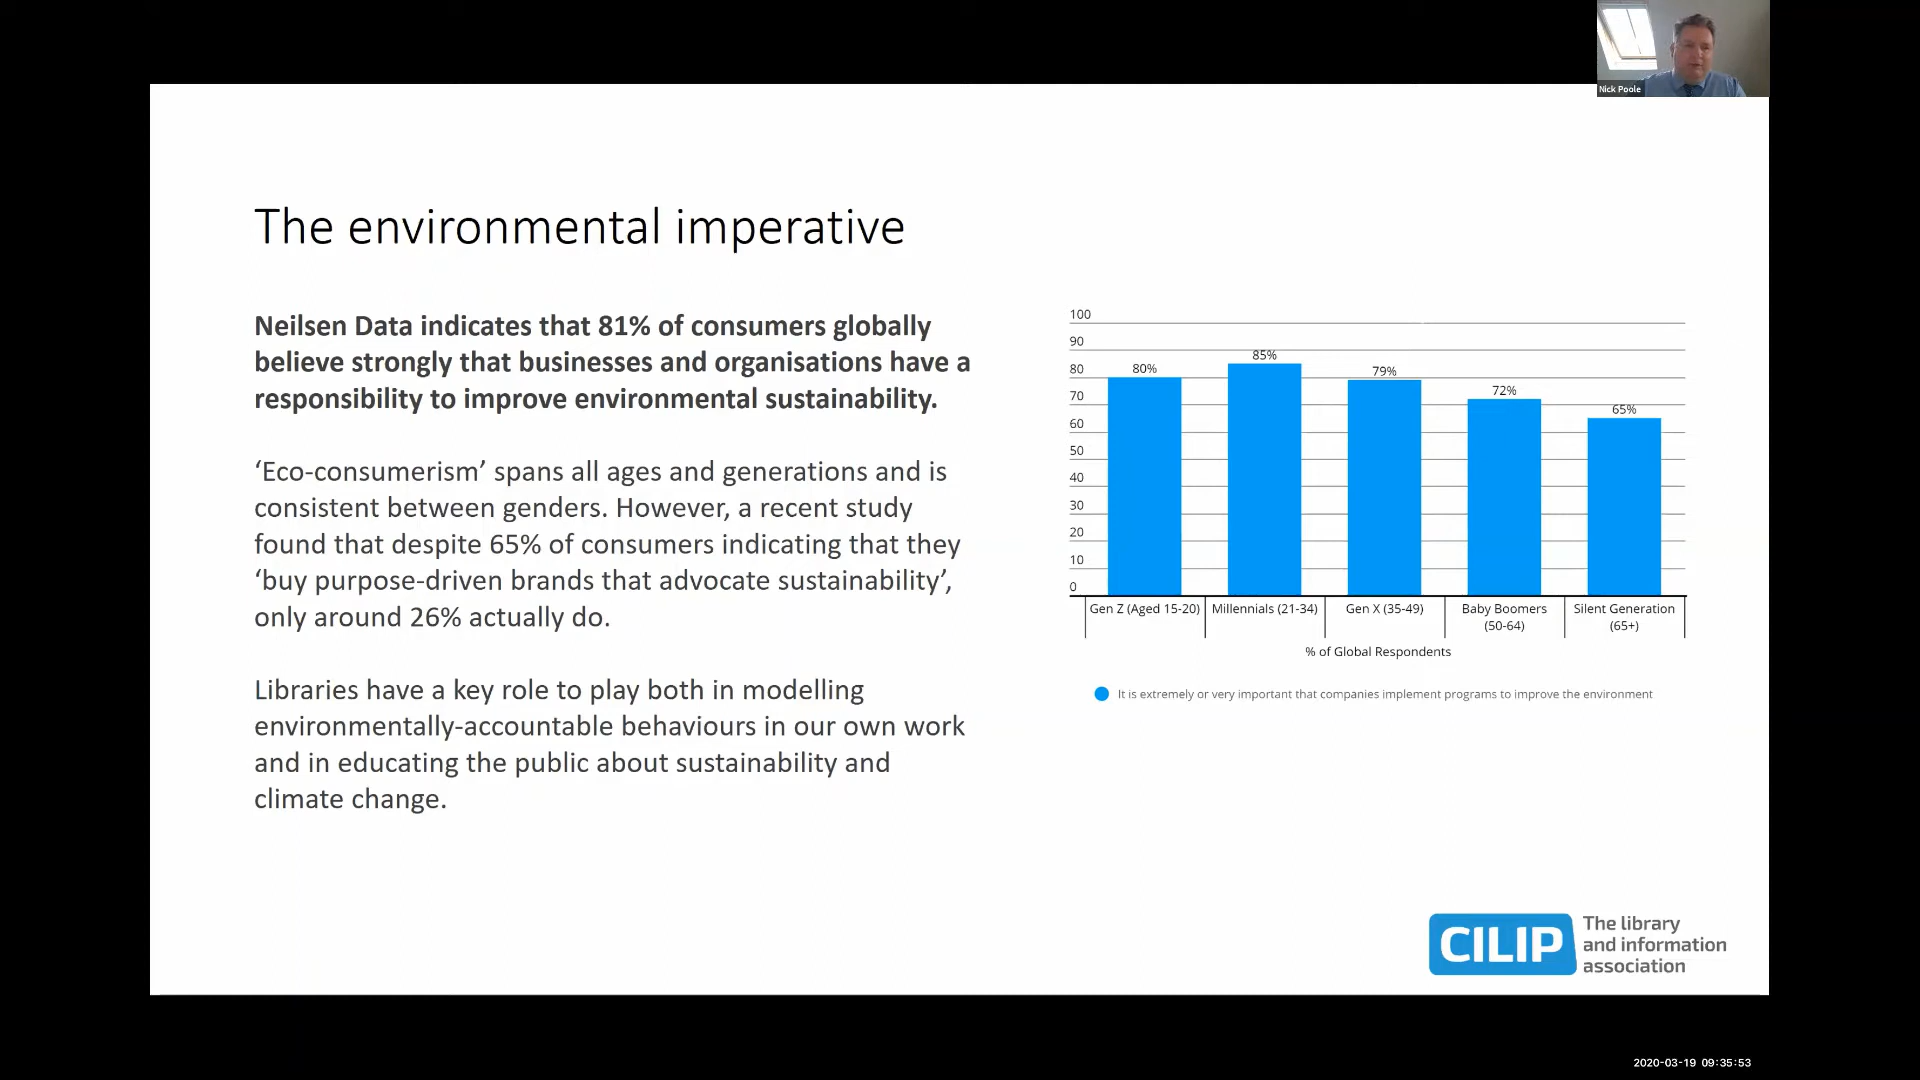 Nick Poole
The environmental imperative
Neilsen Data indicates that 81% of consumers globally
believe strongly that businesses and organisations have a
responsibility to improve environmental sustainability.
‘Eco-consumerism’ spans all ages and generations and is
consistent between genders. However, a recent study
found that despite 65% of consumers indicating that they
‘buy purpose-driven brands that advocate sustainability’,
only around 26% actually do.
Libraries have a key role to play both in modelling
environmentally-accountable behaviours in our own work
and in educating the public about sustainability and
climate change.
100
90
80
70
60
50
40
30
20
10
0
80%
85%
79%
72%
65%
Gen Z (Aged 15-20)
Millennials (21-34)
Gen X (35-49)
Baby Boomers
(50-64)
Silent Generation
(65+)
% of Global Respondents
It is extremely or very important that companies implement programs to improve the environment
CILIP
The library
and information
association
2020-03-19 09:35:53